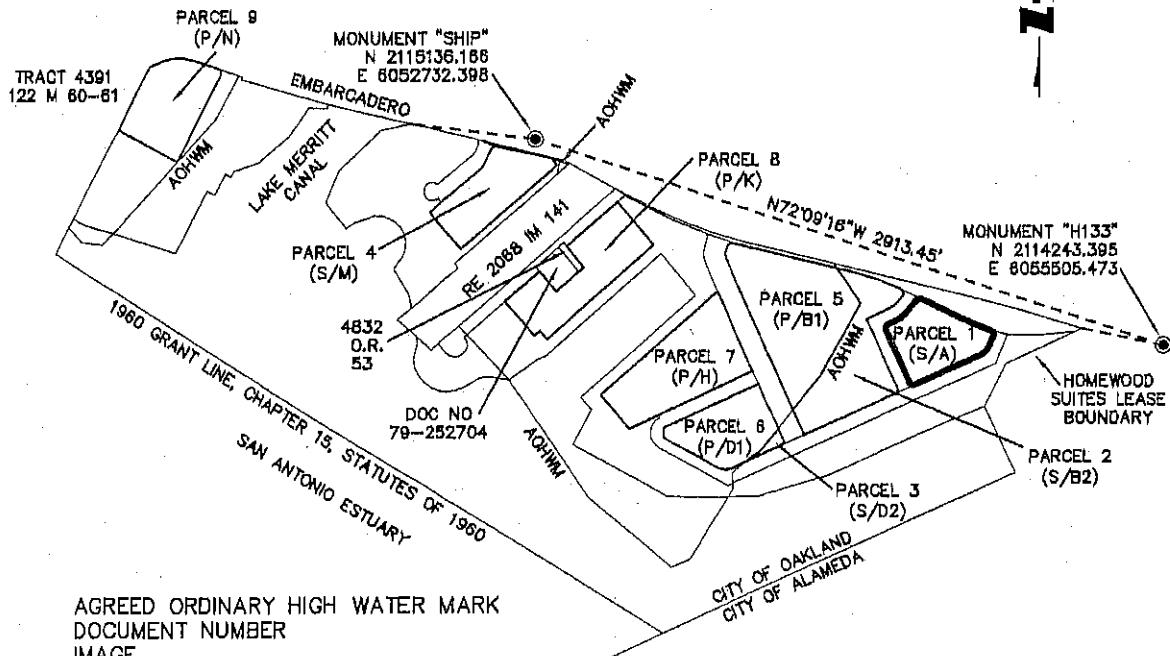 PARCEL 9
(P/N)
TRACT 4391
122 M 60-61
MONUMENT "SHIP"
N 2115136.166
E 6052732.398
EMBARCADERO
AOHWM
LAKE MERRITT
CANAL
AOHWM
PARCEL 8
(P/K)
N72°09'16"W 2913.45'
MONUMENT "H133"
N 2114243.395
E 6055505.473
PARCEL 4
(S/M)
RE 2068 IM 141
4832
O.R.
53
DOC NO
79-252704
PARCEL 5
(P/B1)
AOHWM
PARCEL 1
(S/A)
PARCEL 7
(P/H)
PARCEL 6
(P/D1)
HOMEWOOD
SUITES LEASE
BOUNDARY
PARCEL 2
(S/B2)
PARCEL 3
(S/D2)
AOHWM
1960 GRANT LINE, CHAPTER 15, STATUTES OF 1960
SAN ANTONIO ESTUARY
CITY OF OAKLAND
CITY OF ALAMEDA
AGREED ORDINARY HIGH WATER MARK
DOCUMENT NUMBER
IMAGE